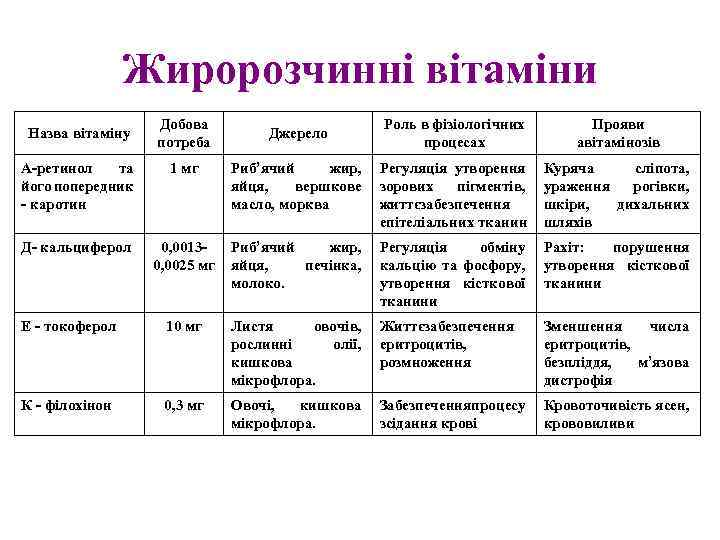 Жиророзчинні вітаміни
Назва вітаміну
Добова
потреба
Джерело
Роль в фізіологічних
процесах
Прояви
авітамінозів
А-ретинол та
його попередник
- каротин
1 мг
Риб’ячий жир,
яйця, вершкове
масло, морква
Регуляція утворення
зорових пігментів,
життєзабезпечення
епітеліальних тканин
Куряча сліпота,
ураження рогівки,
шкіри, дихальних
шляхів
Д- кальциферол
0,0013-
0,0025 мг
Риб’ячий жир,
яйця, печінка,
молоко.
Регуляція обміну
кальцію та фосфору,
утворення кісткової
тканини
Рахіт: порушення
утворення кісткової
тканини
Е - токоферол
10 мг
Листя овочів,
рослинні олії,
кишкова
мікрофлора.
Життєзабезпечення
еритроцитів,
розмноження
Зменшення числа
еритроцитів,
безпліддя, м’язова
дистрофія
К - філохінон
0,3 мг
Овочі, кишкова
мікрофлора.
Забезпеченняпроцесу
зсідання крові
Кровоточивість ясен,
крововиливи